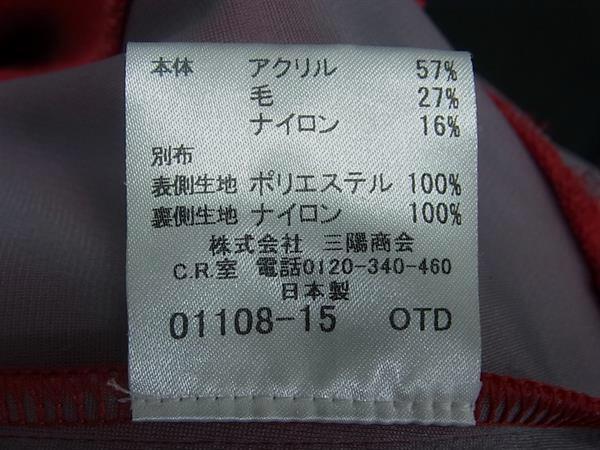 本体 アクリル 57%
毛 27%
ナイロン 16%
別布
表側生地 ポリエステル 100%
裏側生地 ナイロン 100%
株式会社 三陽商会
C.R.室 電話0120-340-460
日本製
01108-15 OTD